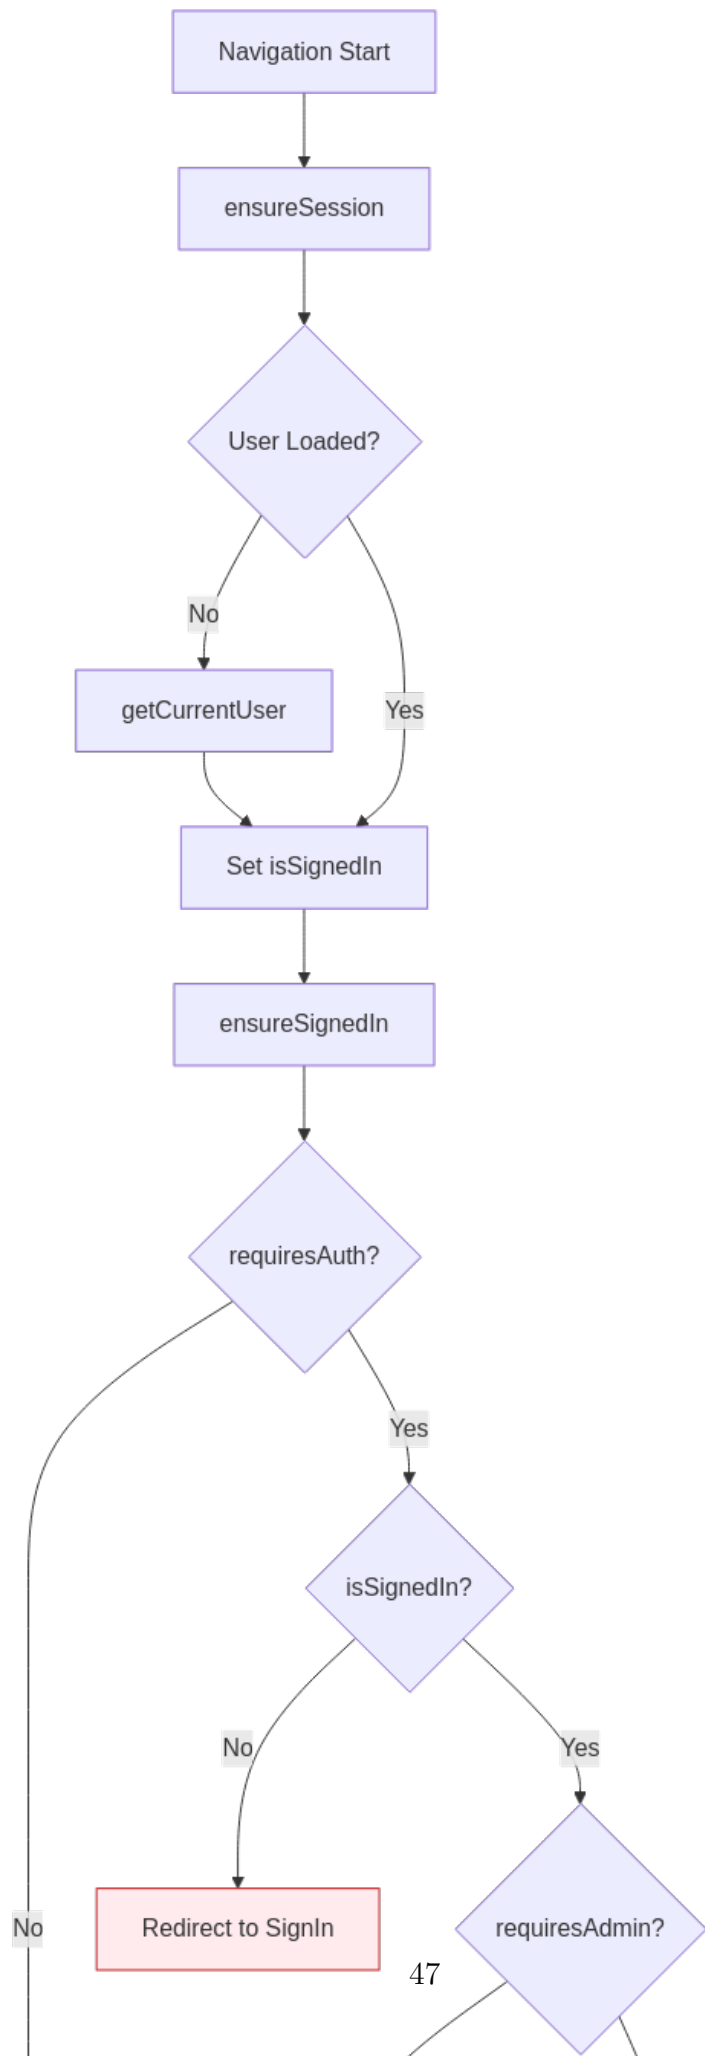 Navigation Start
ensureSession
User Loaded?
No
getCurrentUser
Yes
Set isSignedIn
ensureSignedIn
requiresAuth?
Yes
isSignedIn?
No
Yes
No
Redirect to SignIn
requiresAdmin?
47